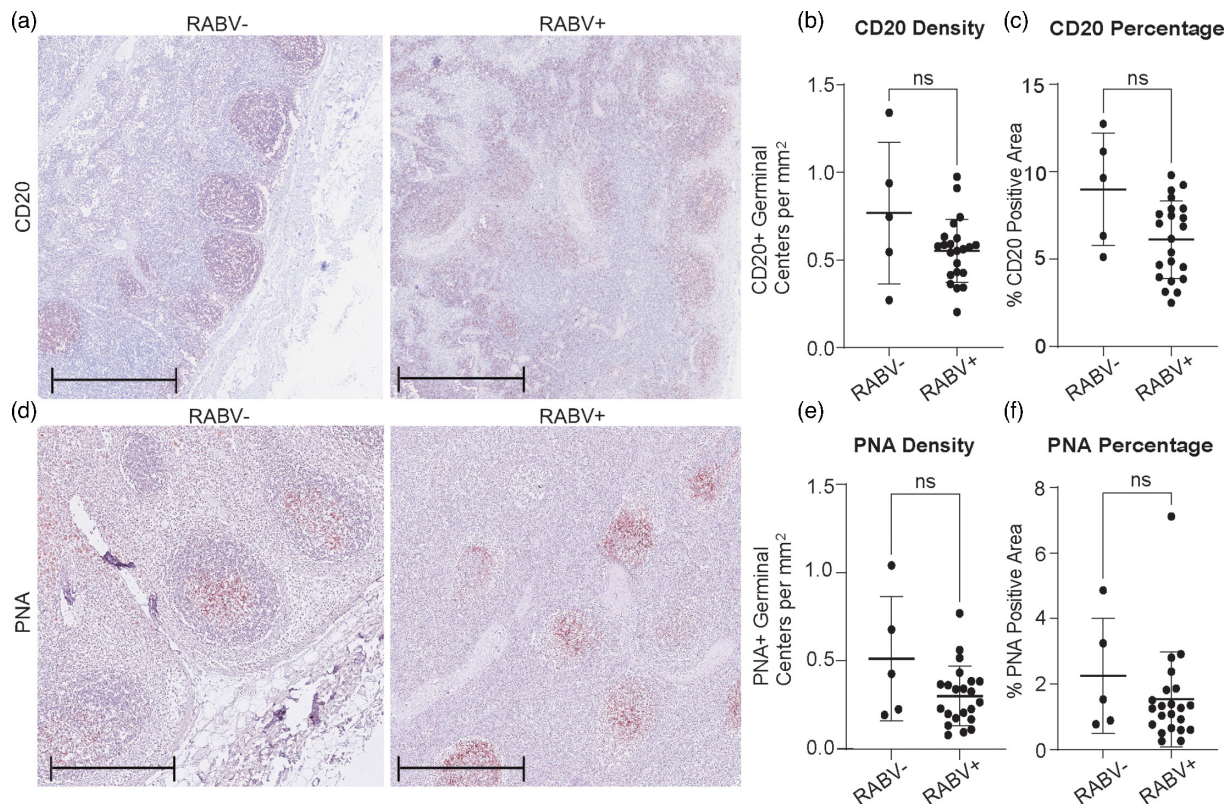 (a)
RABV-
RABV+
CD20
(b)
CD20 Density
ns
CD20+ Germinal
Centers per mm2
1.5
1.0
0.5
0.0
RABV-
RABV+
(c)
CD20 Percentage
ns
% CD20 Positive Area
15
10
5
0
RABV-
RABV+
(d)
RABV-
RABV+
PNA
(e)
PNA Density
ns
PNA+ Germinal
Centers per mm2
1.5
1.0
0.5
0.0
RABV-
RABV+
(f)
PNA Percentage
ns
% PNA Positive Area
8
6
4
2
0
RABV-
RABV+